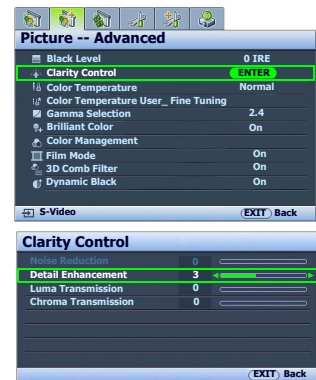 Picture -- Advanced
Black Level 0 IRE
Clarity Control ENTER
Color Temperature Normal
Color Temperature User_ Fine Tuning
Gamma Selection 2.4
Brilliant Color On
Color Management
Film Mode On
3D Comb Filter On
Dynamic Black On
S-Video EXIT Back
Clarity Control
Noise Reduction 0
Detail Enhancement 3
Luma Transmission 0
Chroma Transmission 0
EXIT Back